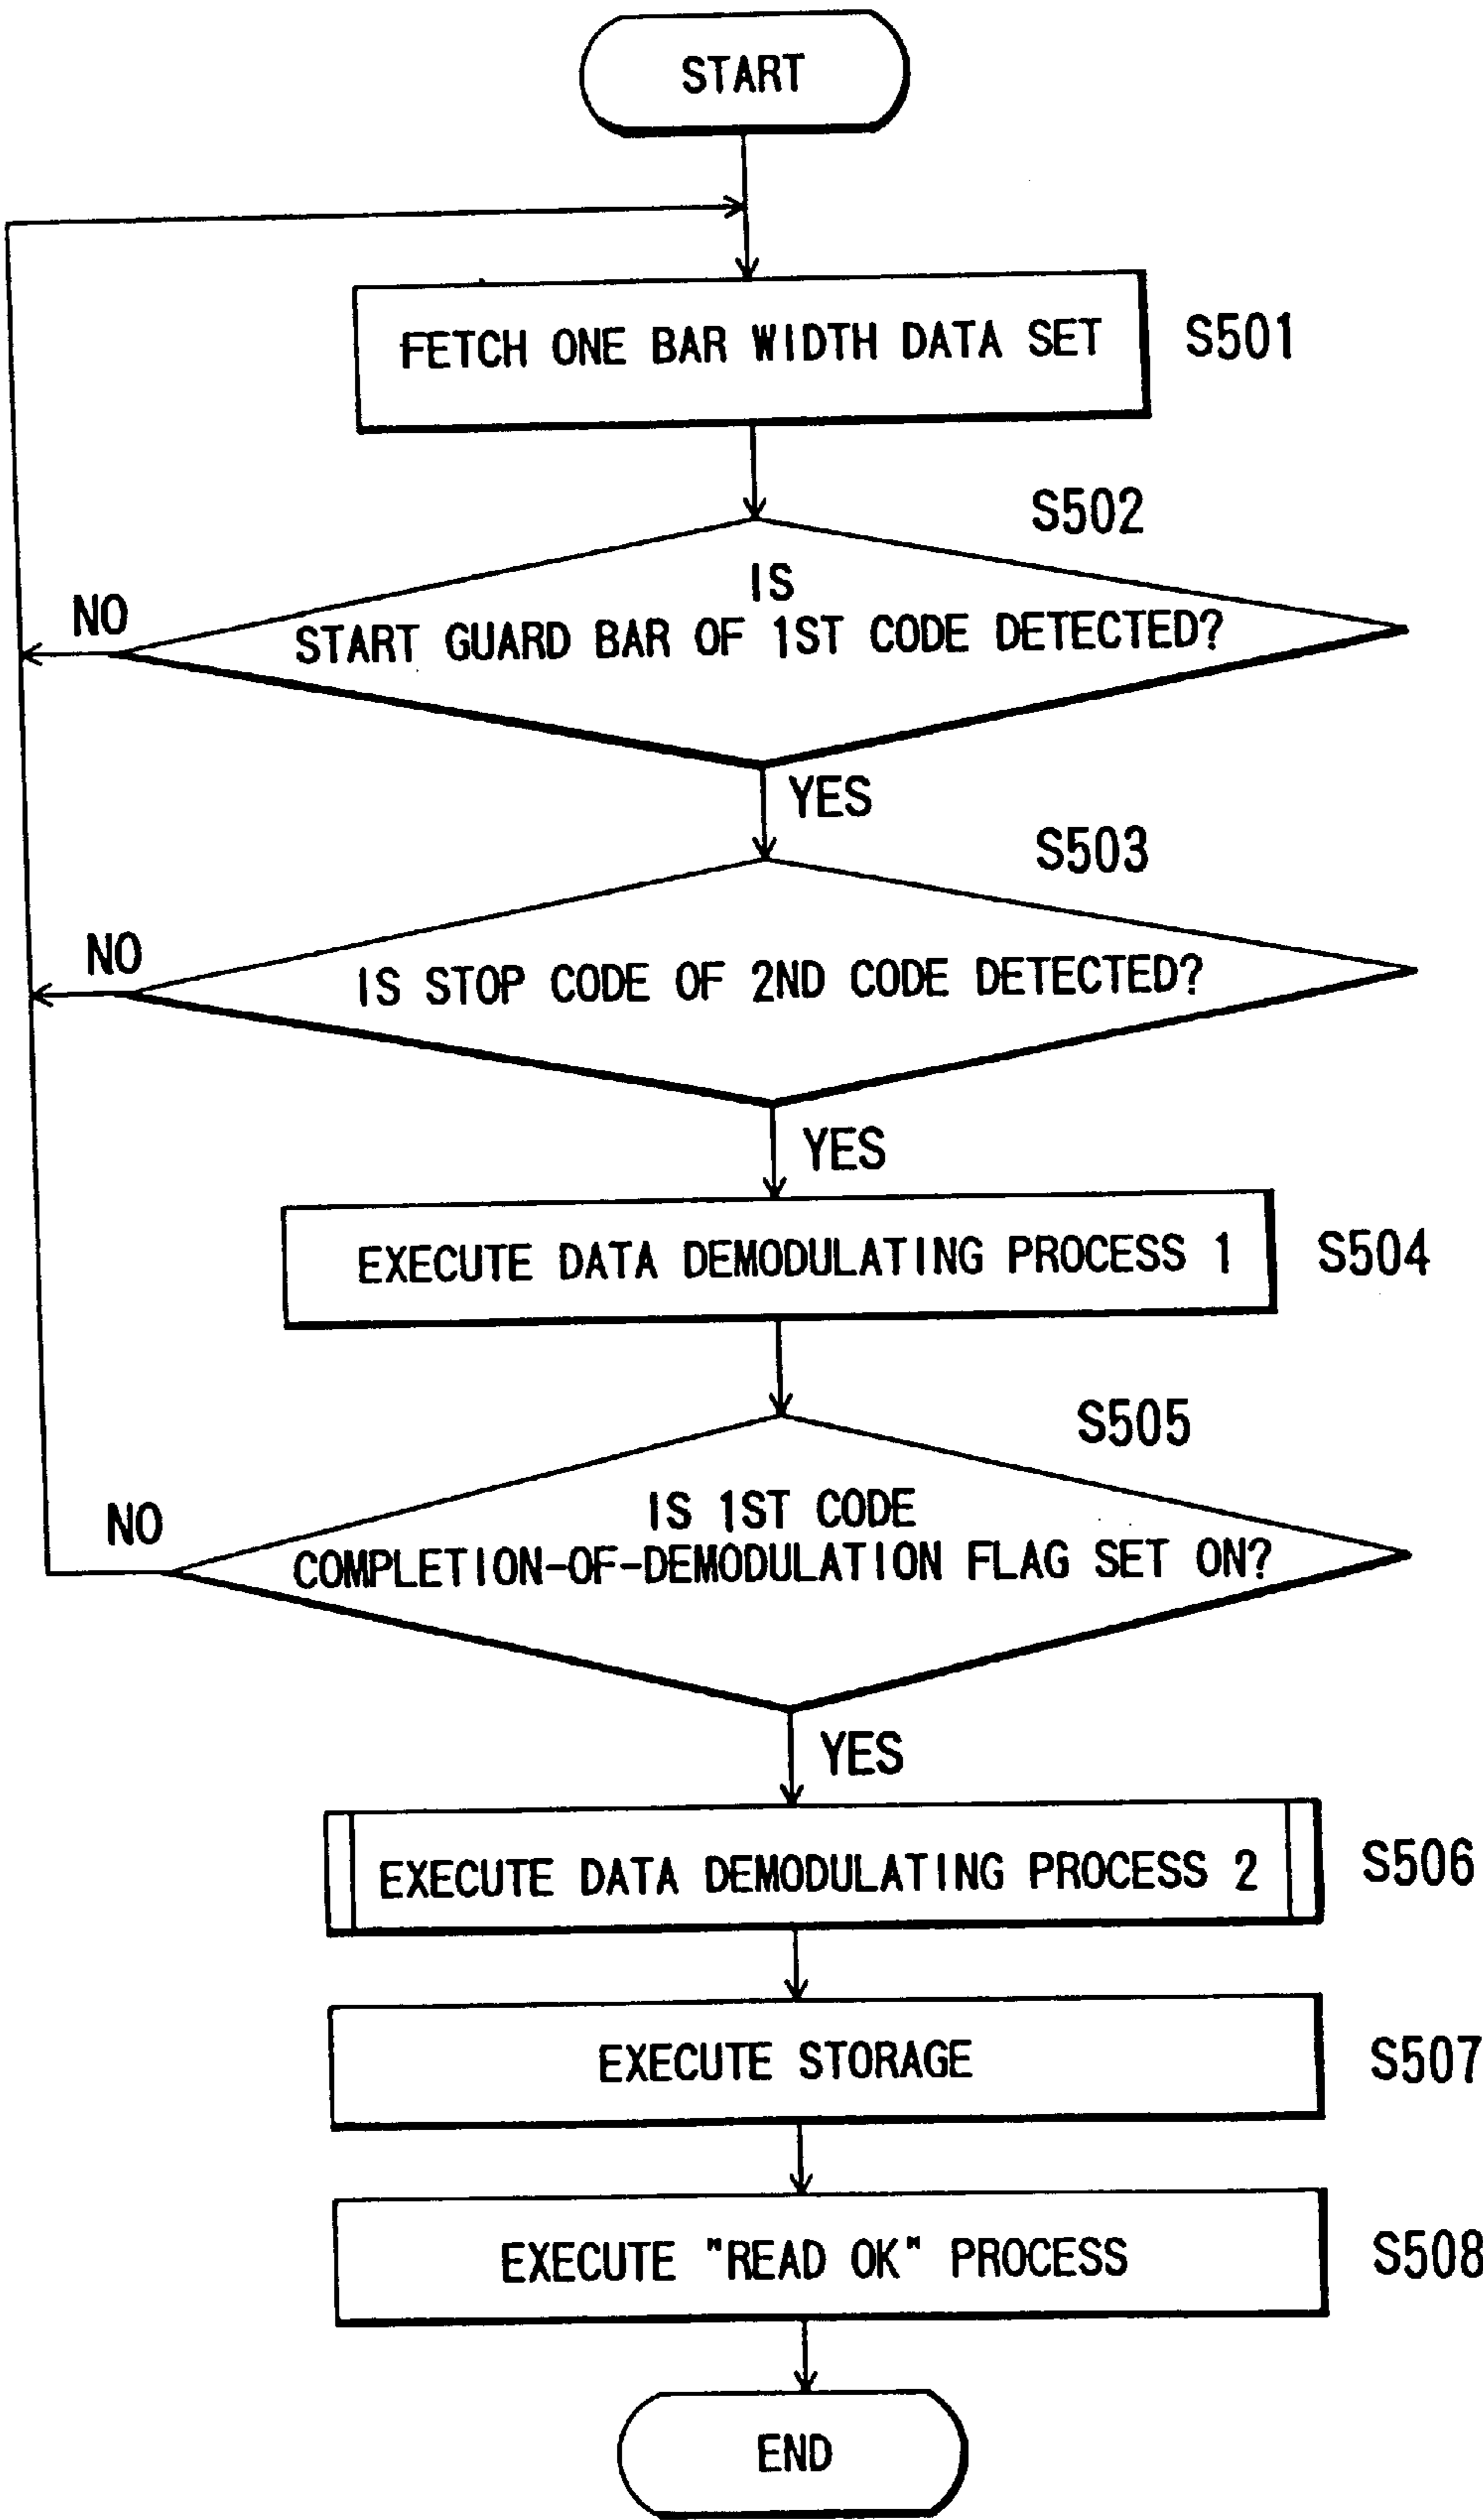 START
FETCH ONE BAR WIDTH DATA SET
S501
S502
IS
START GUARD BAR OF 1ST CODE DETECTED?
NO
YES
S503
NO
IS STOP CODE OF 2ND CODE DETECTED?
YES
EXECUTE DATA DEMODULATING PROCESS 1
S504
S505
IS 1ST CODE
COMPLETION-OF-DEMODULATION FLAG SET ON?
NO
YES
EXECUTE DATA DEMODULATING PROCESS 2
S506
EXECUTE STORAGE
S507
EXECUTE "READ OK" PROCESS
S508
END